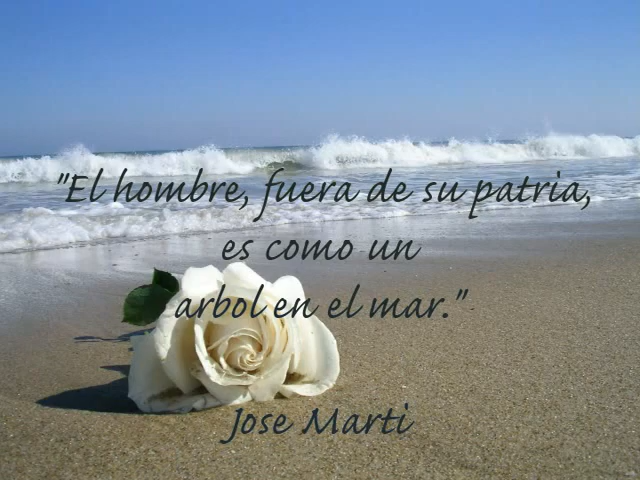 "El hombre, fuera de su patria,
es como un
arbol en el mar."
Jose Marti